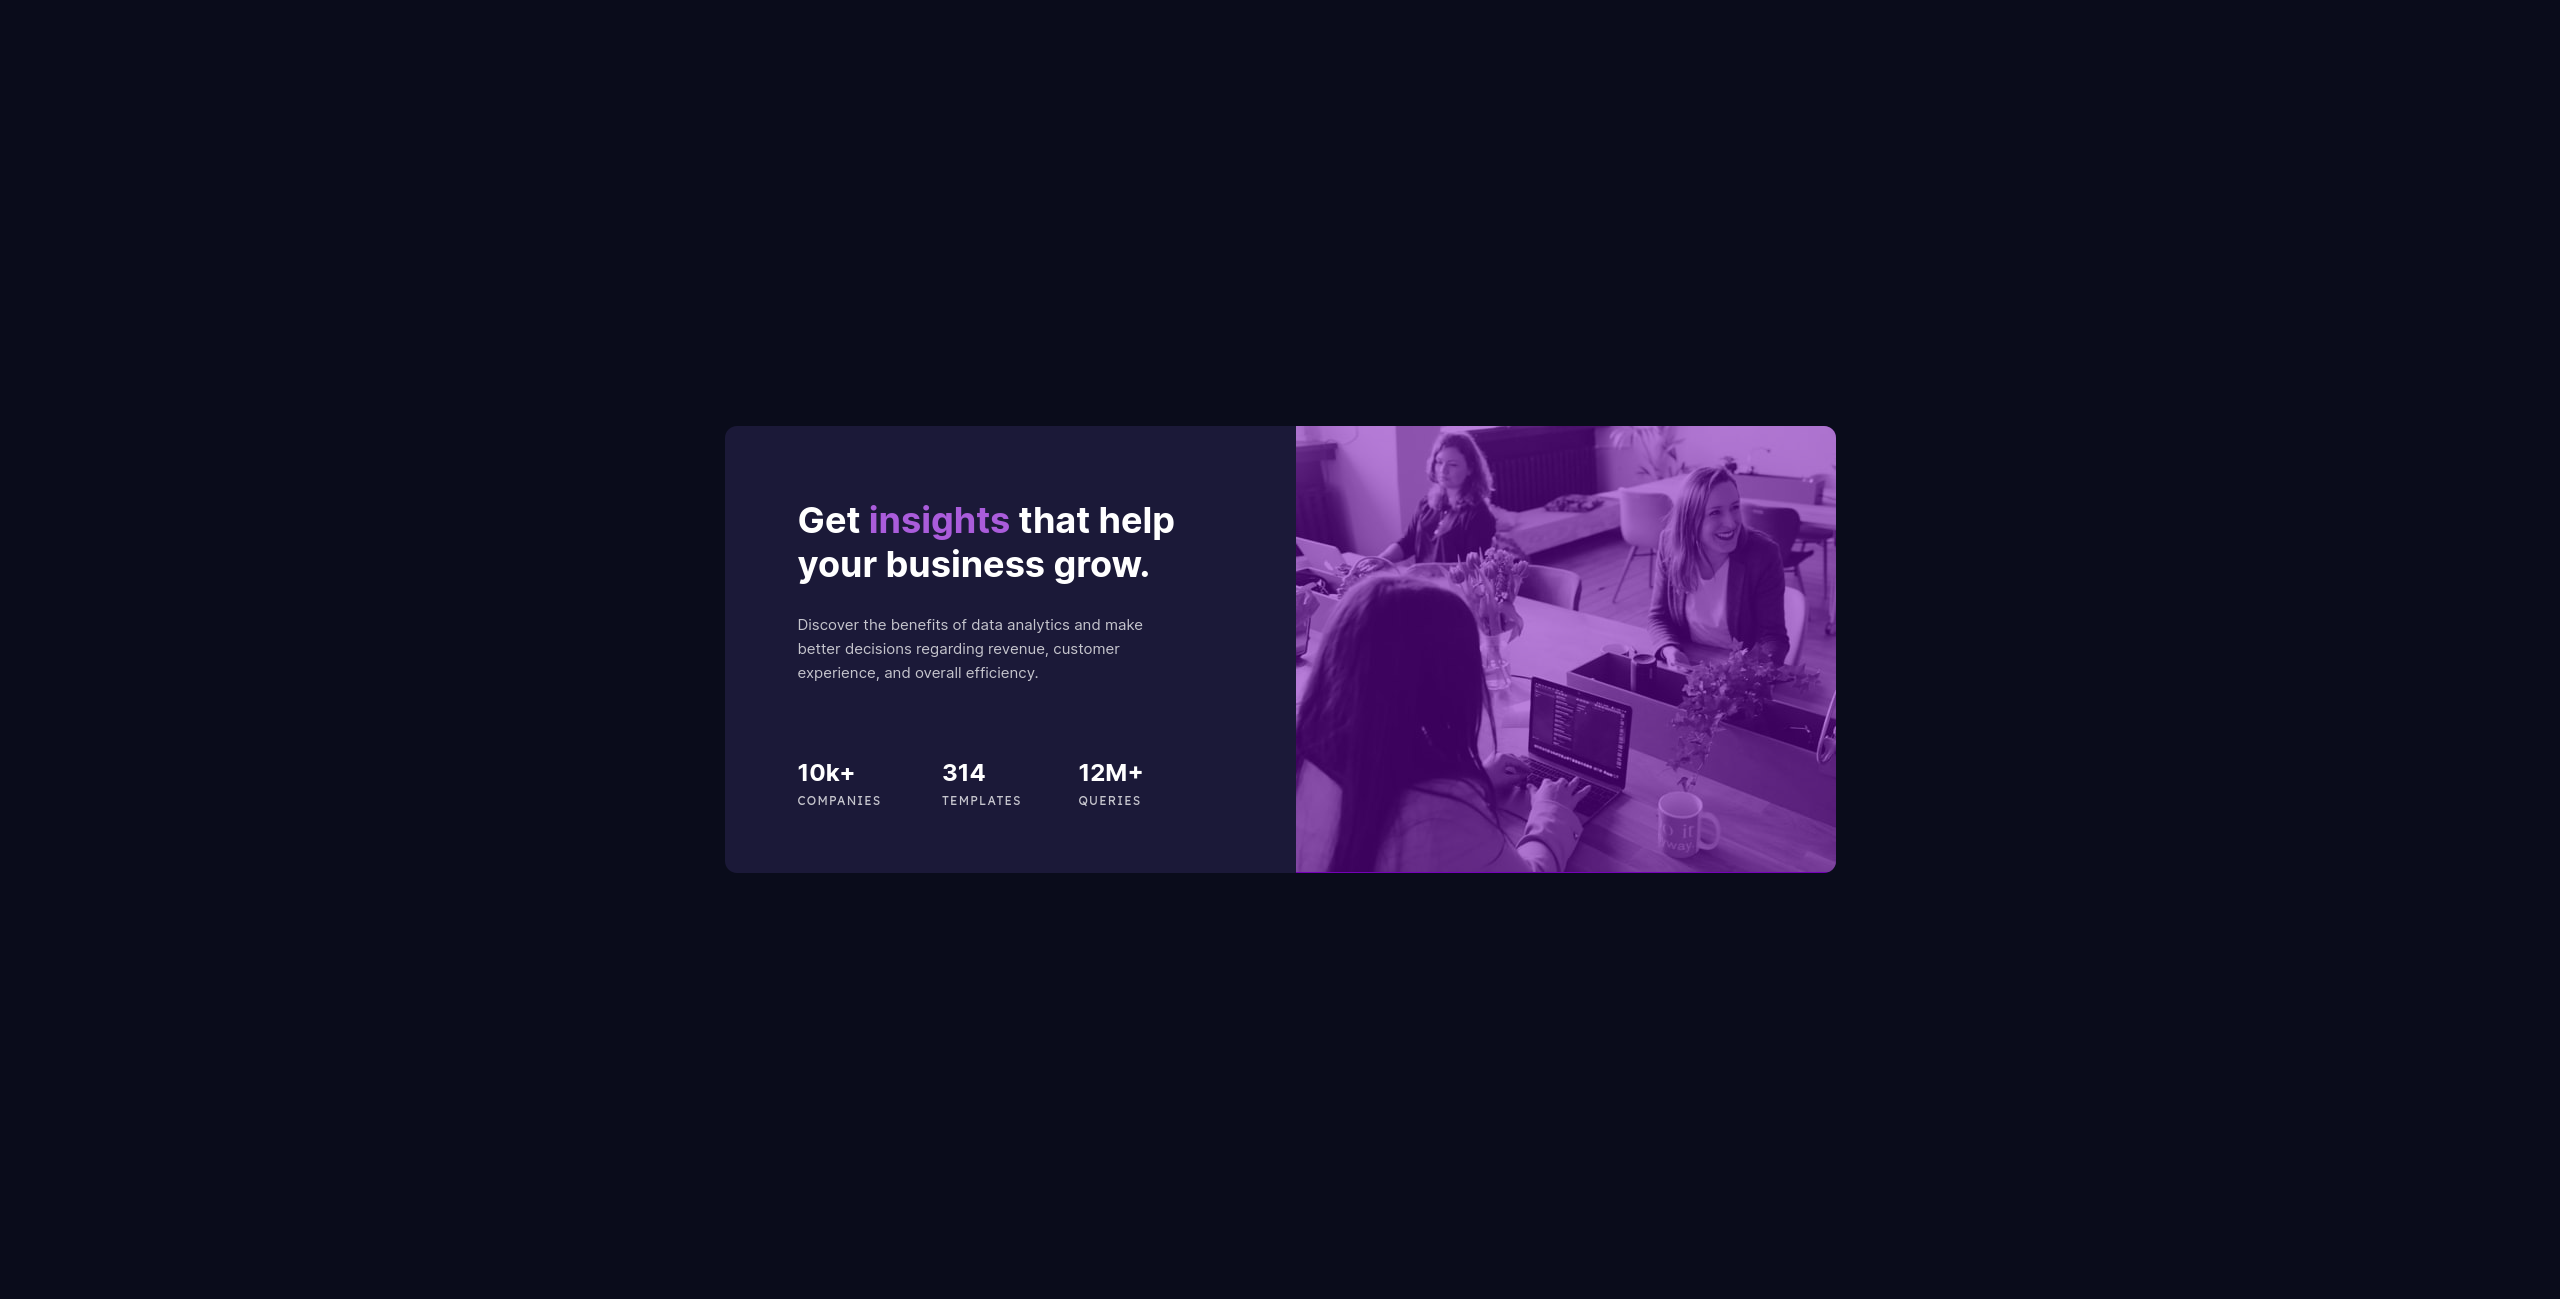 Get insights that help
your business grow.
Discover the benefits of data analytics and make
better decisions regarding revenue, customer
experience, and overall efficiency.
10k+ 314 12M+
COMPANIES TEMPLATES QUERIES
way